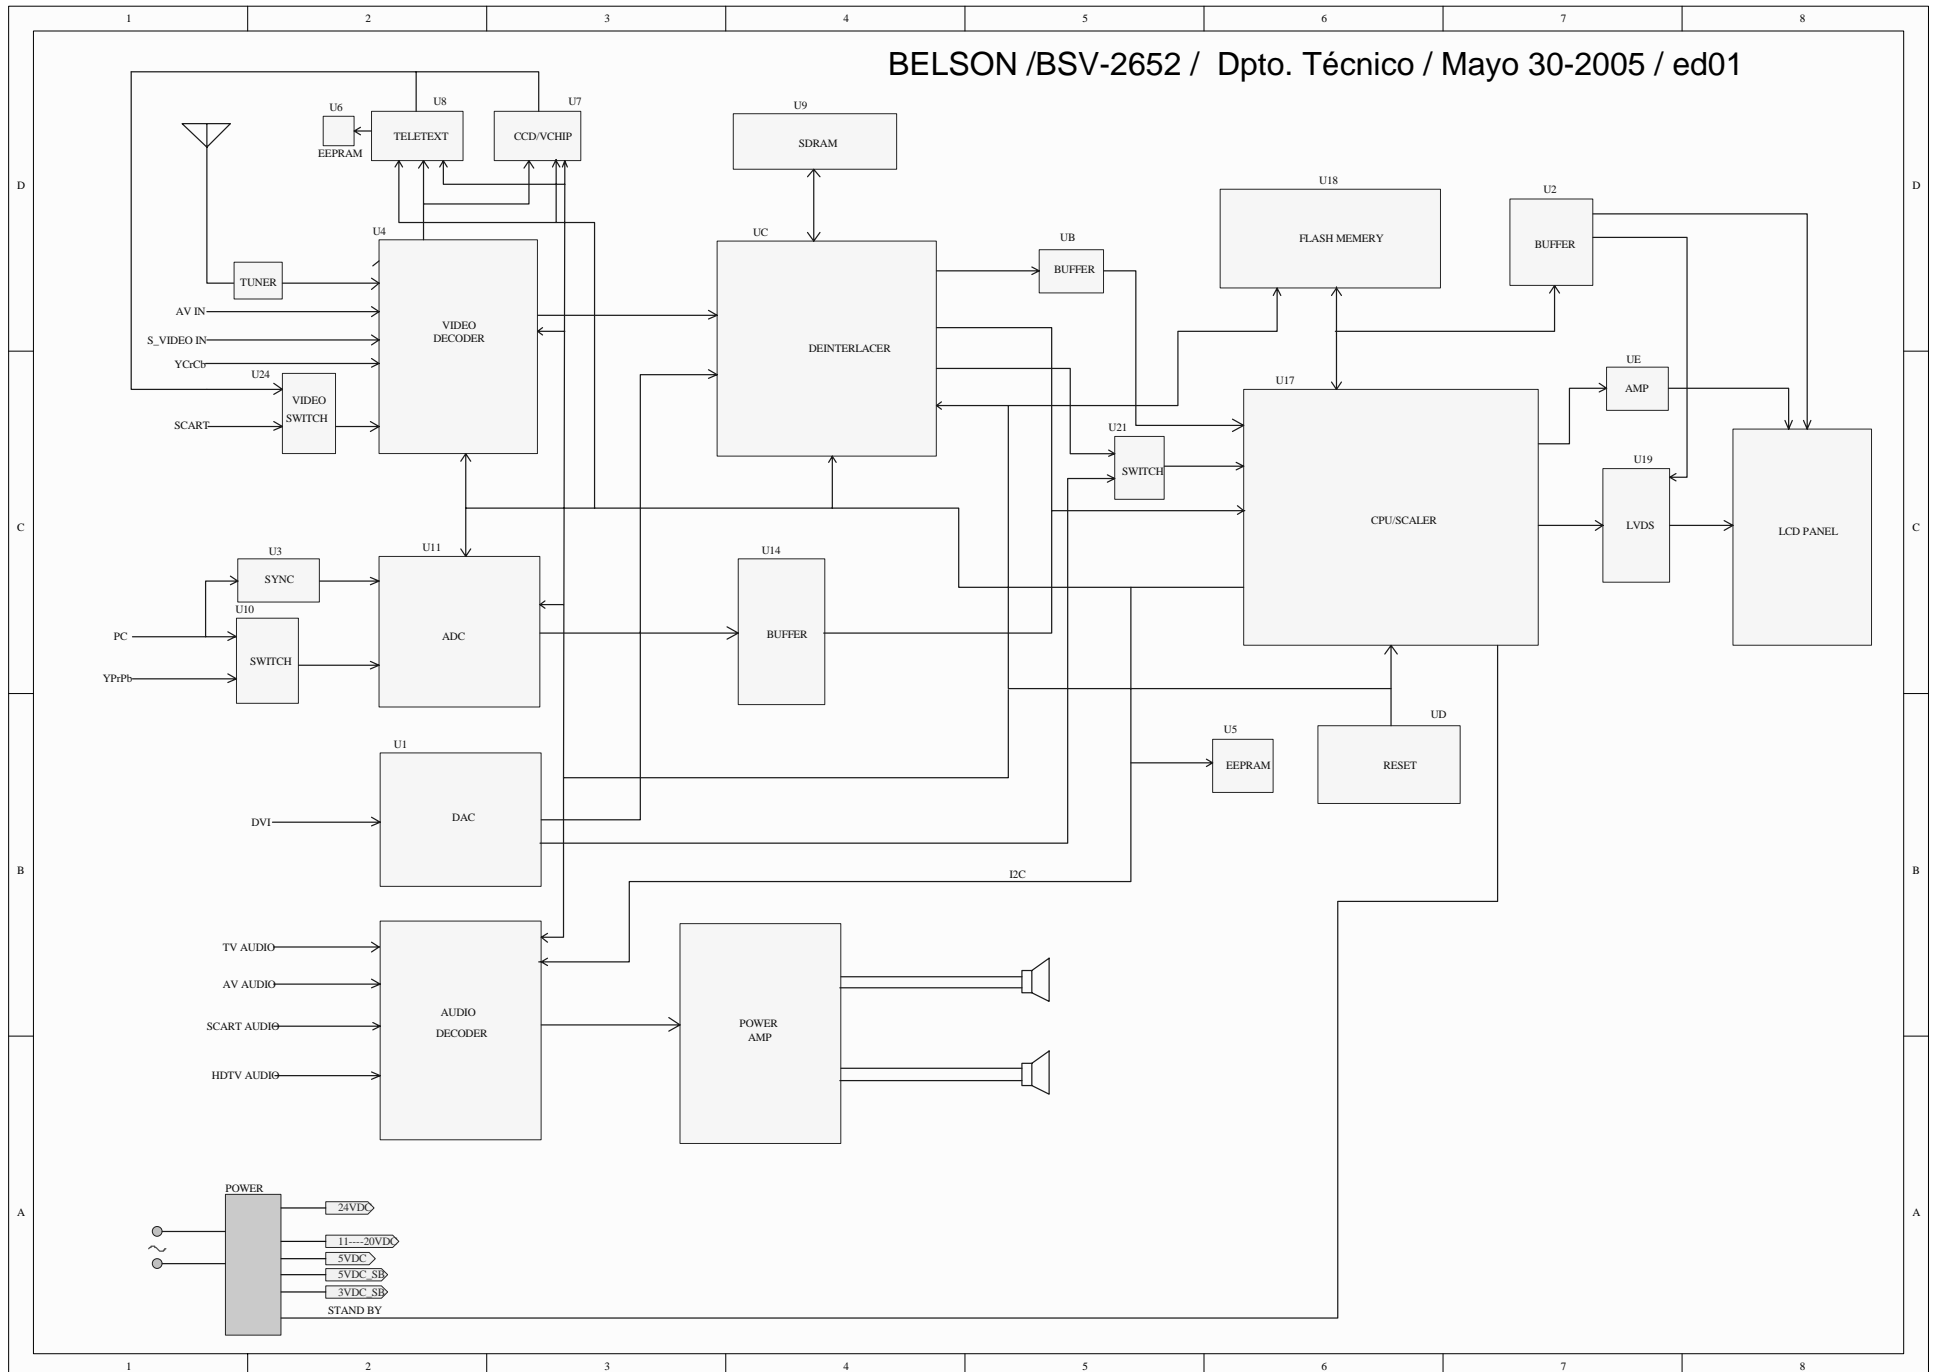 1 2 3 4 5 6 7 8
BELSON /BSV-2652 / Dpto. Técnico / Mayo 30-2005 / ed01
U6
U8
U7
U9
TELETEXT
CCD/VCHIP
SDRAM
EEPRAM
D
D
U18
U2
U4
UC
UB
FLASH MEMERY
BUFFER
BUFFER
TUNER
AV IN
VIDEO
DECODER
S_VIDEO IN
DEINTERLACER
YCrCb
UE
U24
U17
AMP
VIDEO
SWITCH
SCART
U21
U19
SWITCH
C
CPU/SCALER
LVDS
LCD PANEL
C
U3
U11
U14
SYNC
U10
PC
ADC
BUFFER
SWITCH
YPrPb
UD
U5
U1
EEPRAM
RESET
DVI
DAC
B
I2C
B
TV AUDIO
AV AUDIO
AUDIO
DECODER
SCART AUDIO
POWER
AMP
HDTV AUDIO
POWER
24VDC
A
A
11----20VDC
5VDC
5VDC_SB
3VDC_SB
STAND BY
1 2 3 4 5 6 7 8